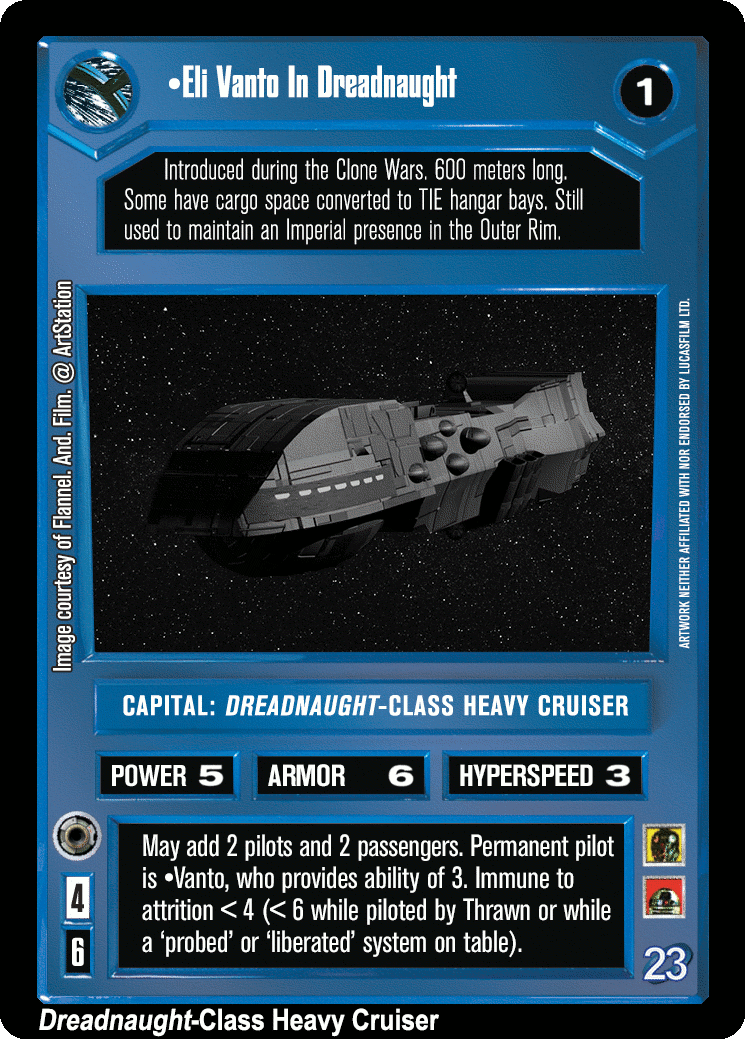 •Eli Vanto In Dreadnaught
1
Introduced during the Clone Wars. 600 meters long.
Some have cargo space converted to TIE hangar bays. Still
used to maintain an Imperial presence in the Outer Rim.
Image courtesy of Flannel. And. Film. @ ArtStation
ARTWORK NEITHER AFFILIATED WITH NOR ENDORSED BY LUCASFILM LTD.
CAPITAL: DREADNAUGHT-CLASS HEAVY CRUISER
POWER 5 ARMOR 6 HYPERSPEED 3
May add 2 pilots and 2 passengers. Permanent pilot
is •Vanto, who provides ability of 3. Immune to
attrition < 4 (< 6 while piloted by Thrawn or while
a ‘probed’ or ‘liberated’ system on table).
4
6
23
Dreadnaught-Class Heavy Cruiser